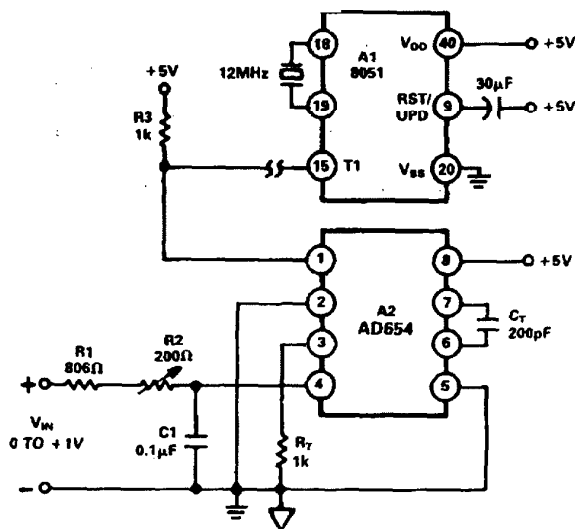 A1
8051
18
19
15
T1
12MHz
VDD
40
+5V
RST/
UPD
9
30μF
+5V
VSS
20
+5V
R3
1k
A2
AD654
1
2
3
4
8
7
6
5
+5V
CT
200pF
R1
806Ω
R2
200Ω
+
VIN
0 TO +1V
−
C1
0.1μF
RT
1k